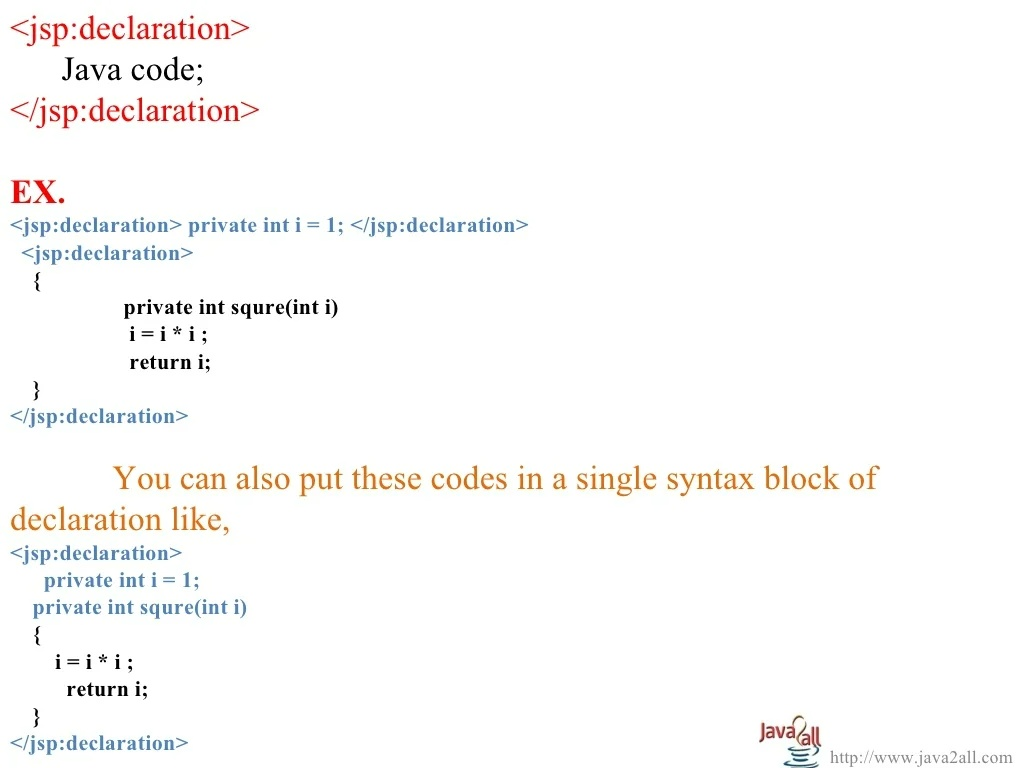 <jsp:declaration>
Java code;
</jsp:declaration>
EX.
<jsp:declaration> private int i = 1; </jsp:declaration>
<jsp:declaration>
{
private int squre(int i)
i = i * i ;
return i;
}
</jsp:declaration>
You can also put these codes in a single syntax block of
declaration like,
<jsp:declaration>
private int i = 1;
private int squre(int i)
{
i = i * i ;
return i;
}
</jsp:declaration>
Java2all
http://www.java2all.com